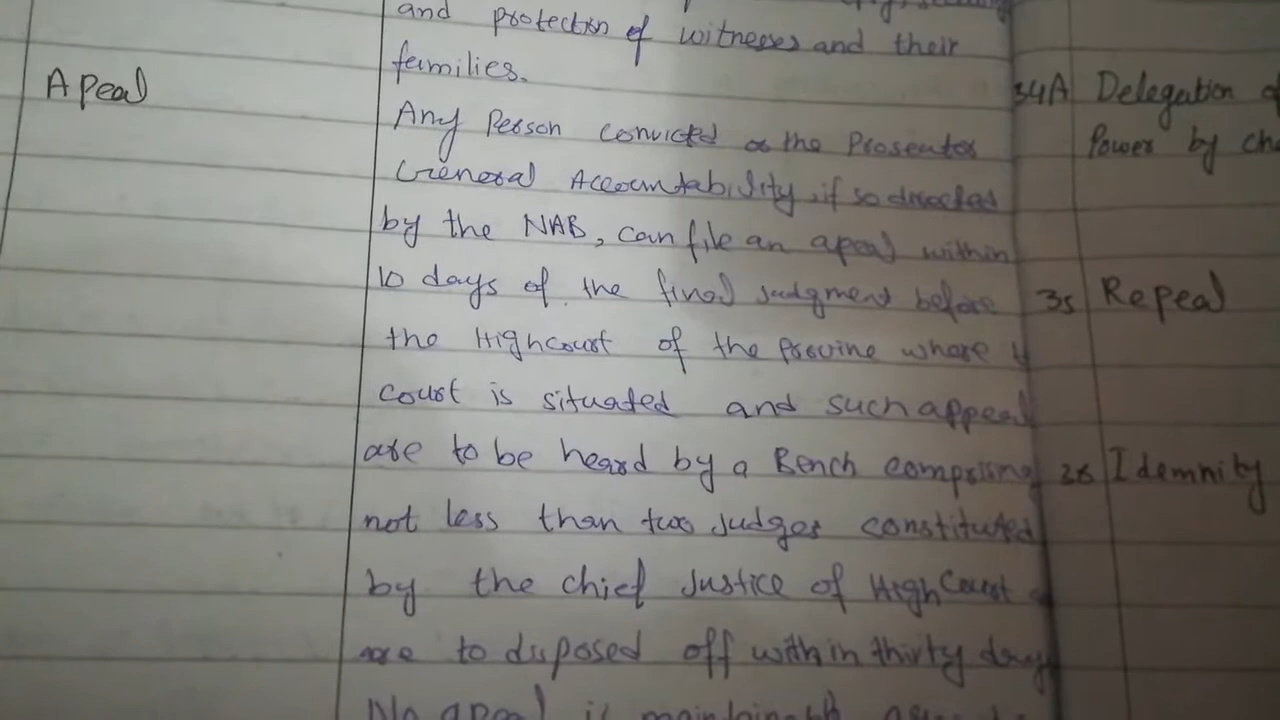 and protection of witnesses and their
families.
Apeal
Any Person convicted or the Prosecutor
General Accountability, if so directed
by the NAB, can file an apeal within
10 days of the final judgment before
the Highcourt of the provine where
court is situated and such appeal
are to be heard by a Bench comprising
not less than two judges constituted
by the chief Justice of High Court
are to disposed off within thirty days
No apeal is
34A Delegation
Power by
35 Repeal
36 Idemnity